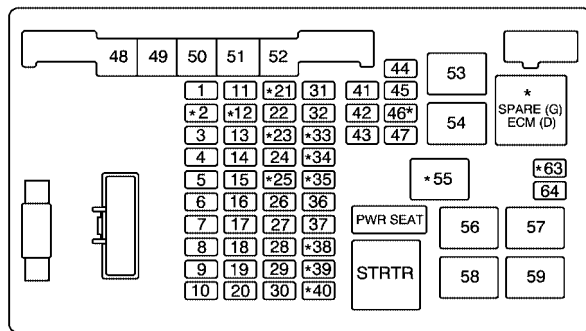 48 49 50 51 52
44 53
1 11 *21 31 41 45
*
SPARE (G)
ECM (D)
*2 *12 22 32 42 46*
3 13 *23 *33 43 47 54
4 14 24 *34
5 15 *25 *35 *55 *63
6 16 26 36 64
7 17 27 37 PWR SEAT 56 57
8 18 28 *38
9 19 29 *39 STRTR 58 59
10 20 30 *40